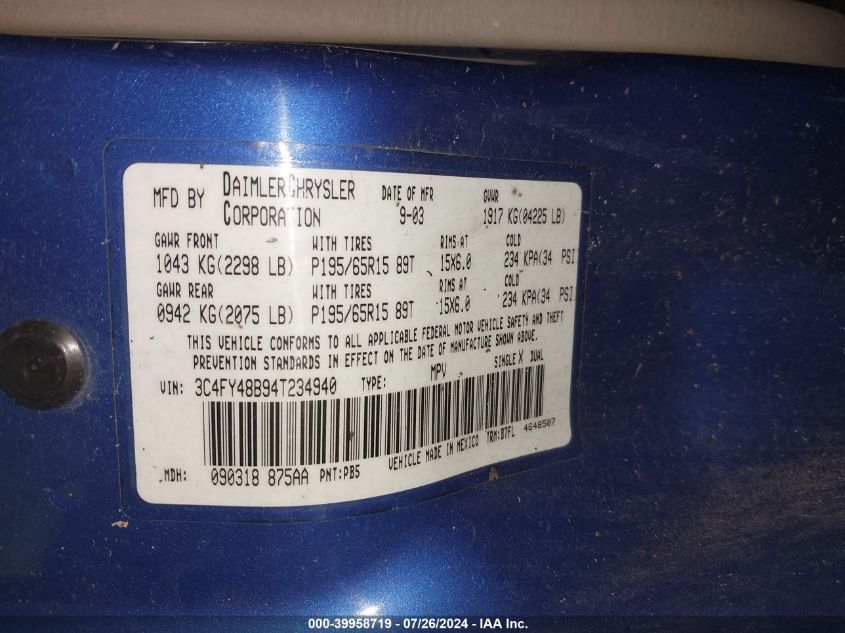 MFD BY DAIMLERCHRYSLER CORPORATION DATE OF MFR 9-03 GVWR 1917 KG(04225 LB)
GAWR FRONT WITH TIRES RIMS AT COLD
1043 KG(2298 LB) P195/65R15 89T 15X6.0 234 KPA(34 PSI)
GAWR REAR WITH TIRES RIMS AT COLD
0942 KG(2075 LB) P195/65R15 89T 15X6.0 234 KPA(34 PSI)
THIS VEHICLE CONFORMS TO ALL APPLICABLE FEDERAL MOTOR VEHICLE SAFETY AND THEFT
PREVENTION STANDARDS IN EFFECT ON THE DATE OF MANUFACTURE SHOWN ABOVE.
VIN: 3C4FY48B94T234940 TYPE: MPV SINGLE X DUAL
MDH: 090318 875AA PNT:PB5 VEHICLE MADE IN MEXICO TRM:B7FL 4648507
000-39958719 - 07/26/2024 - IAA Inc.